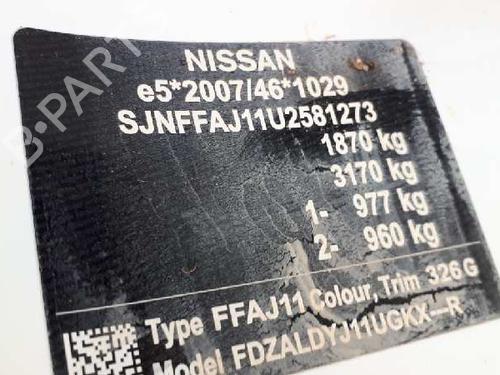 B-PARTS
NISSAN
e5*2007/46*1029
SJNFFAJ11U2581273
1870 kg
3170 kg
1- 977 kg
2- 960 kg
Type FFAJ11 Colour, Trim 326 G
Model FDZALDYJ11UGKX--R